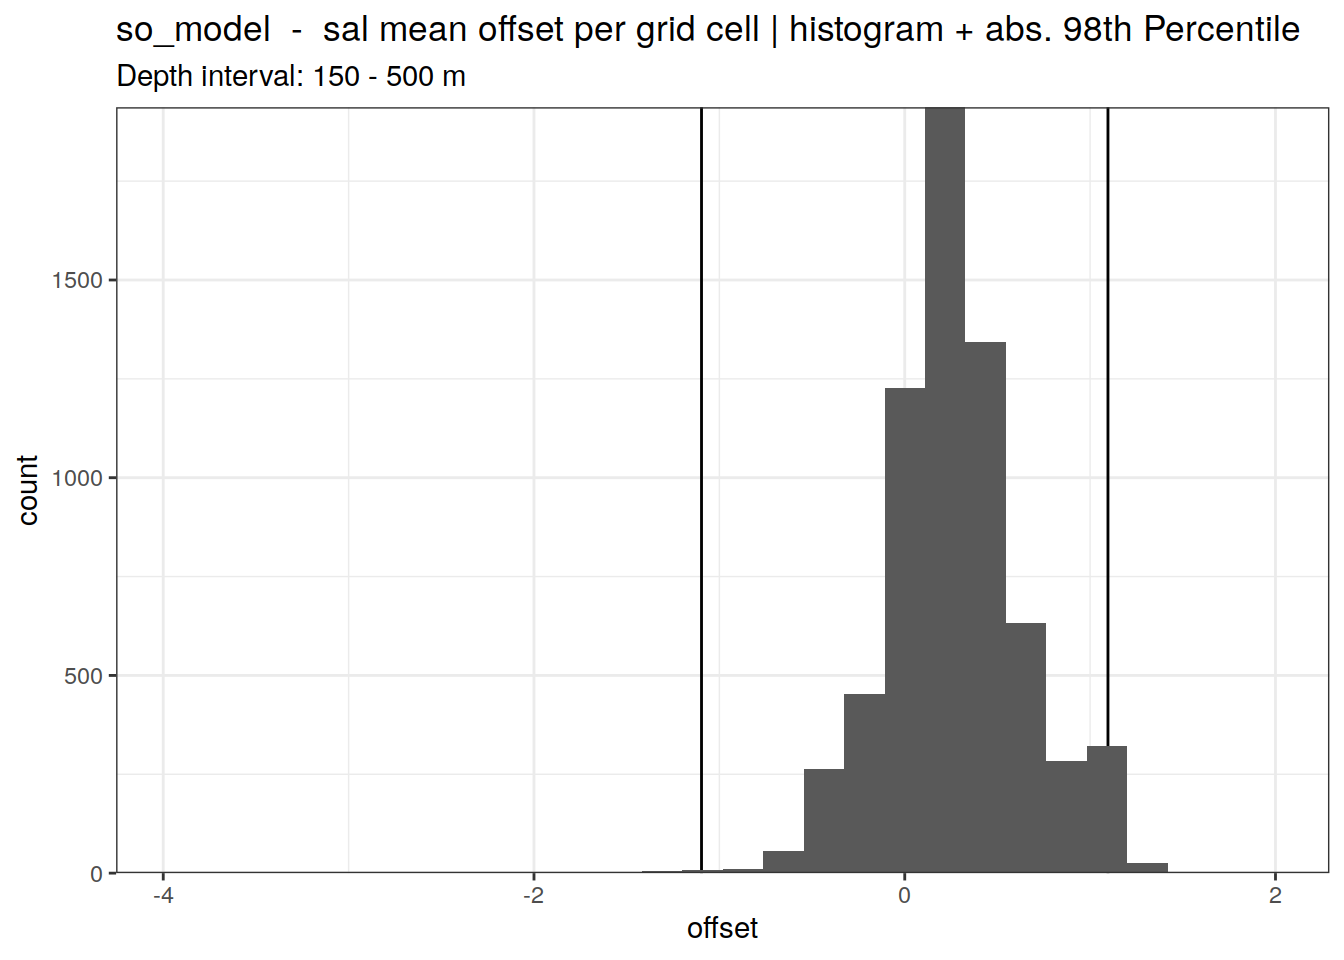 so_model  -  sal mean offset per grid cell | histogram + abs. 98th Percentile
Depth interval: 150 - 500 m
count
1500
1000
500
0
-4
-2
0
2
offset